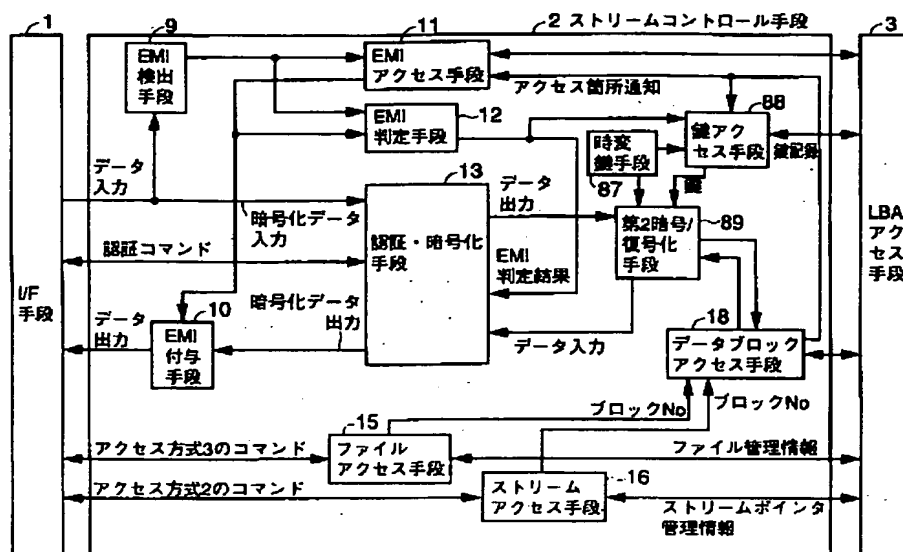 1
2 ストリームコントロール手段
3
9
EMI
検出
手段
11
EMI
アクセス手段
アクセス箇所通知
12
EMI
判定手段
88
鍵アク
セス手段
鍵記録
時変
鍵手段
87
鍵
データ
入力
暗号化データ
入力
13
認証・暗号化
手段
データ
出力
第2暗号/
復号化
手段
89
LBA
アク
セス
手段
認証コマンド
EMI
判定結果
I/F
手段
データ
出力
10
EMI
付与
手段
暗号化データ
出力
データ入力
18
データブロック
アクセス手段
ブロックNo
ブロックNo
15
ファイル
アクセス手段
アクセス方式3のコマンド
ファイル管理情報
アクセス方式2のコマンド
16
ストリーム
アクセス手段
ストリームポインタ
管理情報